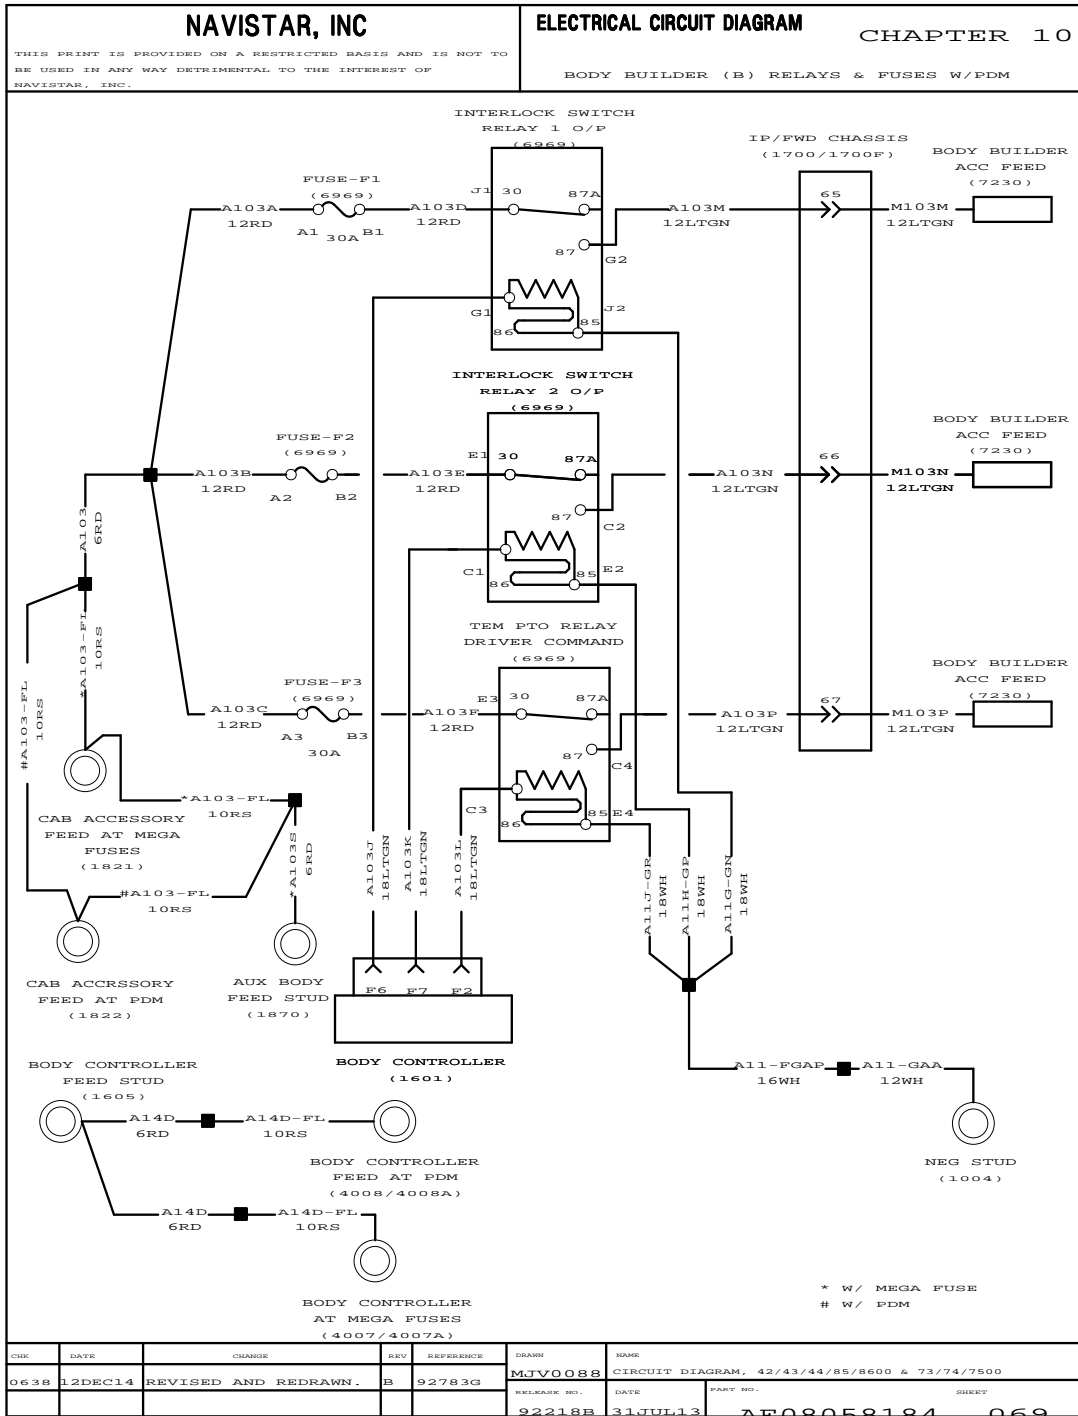 NAVISTAR, INC
THIS PRINT IS PROVIDED ON A RESTRICTED BASIS AND IS NOT TO
BE USED IN ANY WAY DETRIMENTAL TO THE INTEREST OF
NAVISTAR, INC.
ELECTRICAL CIRCUIT DIAGRAM
CHAPTER 10
BODY BUILDER (B) RELAYS & FUSES W/PDM
INTERLOCK SWITCH
RELAY 1 O/P
(6969)
IP/FWD CHASSIS
(1700/1700F)
BODY BUILDER
ACC FEED
(7230)
FUSE-F1
(6969)
A103A
12RD
A1
30A
B1
A103D
12RD
J1
30
87A
87
G2
A103M
12LTGN
65
M103M
12LTGN
G1
86
85
J2
INTERLOCK SWITCH
RELAY 2 O/P
(6969)
BODY BUILDER
ACC FEED
(7230)
FUSE-F2
(6969)
A103B
12RD
A2
B2
A103E
12RD
E1
30
87A
87
C2
A103N
12LTGN
66
M103N
12LTGN
C1
86
85
E2
A103
6RD
*A103-FL
10RS
#A103-FL
10RS
TEM PTO RELAY
DRIVER COMMAND
(6969)
BODY BUILDER
ACC FEED
(7230)
FUSE-F3
(6969)
A103C
12RD
A3
30A
B3
A103F
12RD
E3
30
87A
87
C4
A103P
12LTGN
67
M103P
12LTGN
C3
86
85
E4
CAB ACCESSORY
FEED AT MEGA
FUSES
(1821)
*A103-FL
10RS
*A103S
6RD
#A103-FL
10RS
A103J
18LTGN
A103K
18LTGN
A103L
18LTGN
A11J-GR
18WH
A11H-GP
18WH
A11G-GN
18WH
CAB ACCRSSORY
FEED AT PDM
(1822)
AUX BODY
FEED STUD
(1870)
F6
F7
F2
BODY CONTROLLER
(1601)
A11-FGAP
16WH
A11-GAA
12WH
NEG STUD
(1004)
BODY CONTROLLER
FEED STUD
(1605)
A14D
6RD
A14D-FL
10RS
BODY CONTROLLER
FEED AT PDM
(4008/4008A)
A14D
6RD
A14D-FL
10RS
BODY CONTROLLER
AT MEGA FUSES
(4007/4007A)
* W/ MEGA FUSE
# W/ PDM
CHK DATE CHANGE REV REFERENCE
0638 12DEC14 REVISED AND REDRAWN. B 92783G
DRAWN
MJV0088
NAME
CIRCUIT DIAGRAM, 42/43/44/85/8600 & 73/74/7500
RELEASE NO.
92218B
DATE
31JUL13
PART NO.
SHEET
AF08058184 069